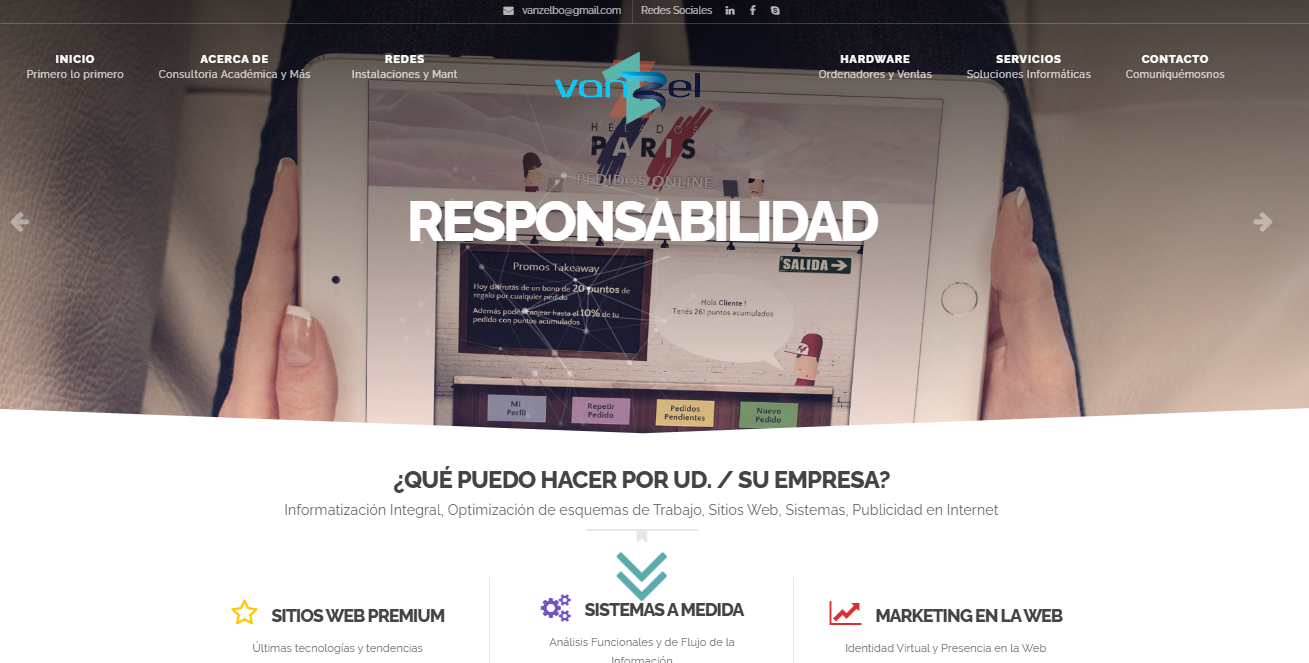 vanzelbo@gmail.com
Redes Sociales
INICIO
Primero lo primero
ACERCA DE
Consultoria Académica y Más
REDES
Instalaciones y Mant
vanZel
HARDWARE
Ordenadores y Ventas
SERVICIOS
Soluciones Informáticas
CONTACTO
Comuniquémosnos
HELADOS
PARIS
PEDIDOS ONLINE
RESPONSABILIDAD
SALIDA
Promos Takeaway
Hoy disfrutás de un bono de 20 puntos de
regalo por cualquier pedido
Además podés canjear hasta el 10% de tu
pedido con puntos acumulados
Hola Cliente !
Tenés 261 puntos acumulados
Mi
Perfil
Repetir
Pedido
Pedidos
Pendientes
Nuevo
Pedido
¿QUÉ PUEDO HACER POR UD. / SU EMPRESA?
Informatización Integral, Optimización de esquemas de Trabajo, Sitios Web, Sistemas, Publicidad en Internet
SITIOS WEB PREMIUM
Últimas tecnologías y tendencias
SISTEMAS A MEDIDA
Análisis Funcionales y de Flujo de la
Información
MARKETING EN LA WEB
Identidad Virtual y Presencia en la Web